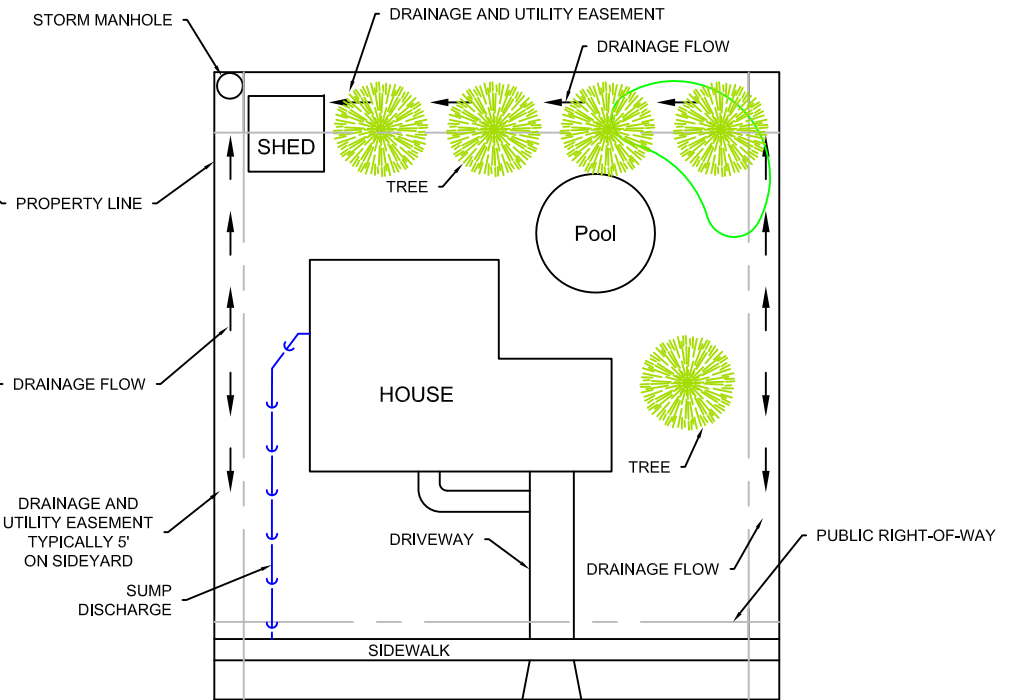 DRAINAGE AND UTILITY EASEMENT
STORM MANHOLE
DRAINAGE FLOW
SHED
TREE
PROPERTY LINE
Pool
DRAINAGE FLOW
HOUSE
TREE
DRAINAGE AND
UTILITY EASEMENT
TYPICALLY 5'
ON SIDEYARD
DRIVEWAY
PUBLIC RIGHT-OF-WAY
DRAINAGE FLOW
SUMP
DISCHARGE
SIDEWALK